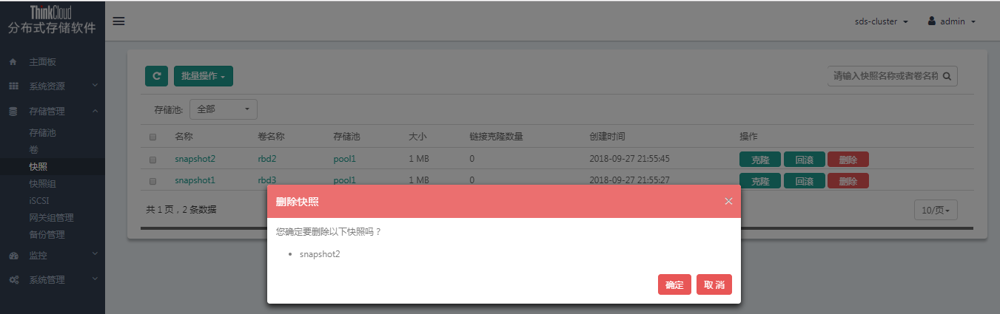 ThinkCloud
分布式存储软件
sds-cluster
admin
主面板
系统资源
存储管理
存储池
卷
快照
快照组
iSCSI
网关组管理
备份管理
监控
系统管理
批量操作
请输入快照名称或者卷名称
存储池:
全部
名称 卷名称 存储池 大小 链接克隆数量 创建时间 操作
snapshot2 rbd2 pool1 1 MB 0 2018-09-27 21:55:45 克隆 回滚 删除
snapshot1 rbd3 pool1 1 MB 0 2018-09-27 21:55:27 克隆 回滚 删除
共 1 页，2 条数据
10/页
删除快照
×
您确定要删除以下快照吗？
• snapshot2
确定
取 消